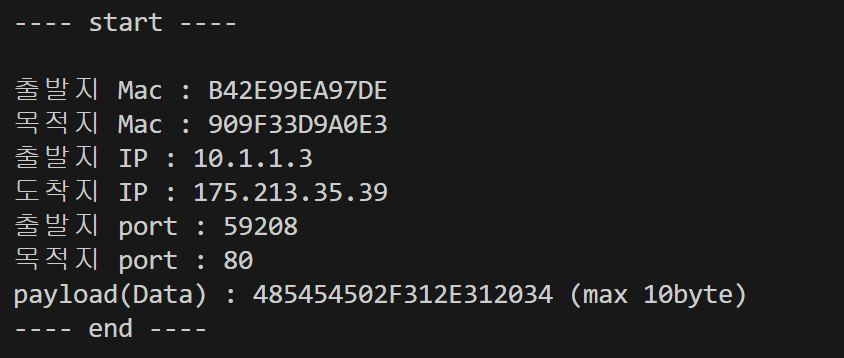 ---- start ----
출발지 Mac : B42E99EA97DE
목적지 Mac : 909F33D9A0E3
출발지 IP : 10.1.1.3
도착지 IP : 175.213.35.39
출발지 port : 59208
목적지 port : 80
payload(Data) : 485454502F312E312034 (max 10byte)
---- end ----